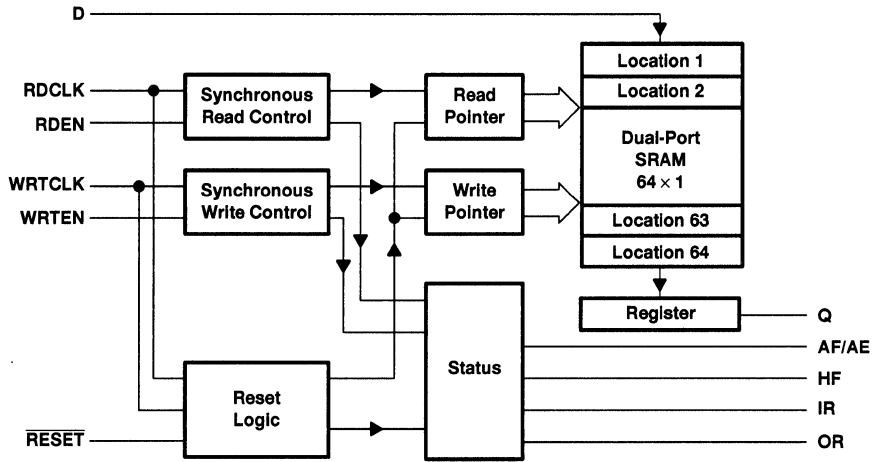 D
Location 1
Location 2
Dual-Port
SRAM
64 × 1
Location 63
Location 64
RDCLK
RDEN
Synchronous
Read Control
Read
Pointer
WRTCLK
WRTEN
Synchronous
Write Control
Write
Pointer
Register
Q
Status
AF/AE
HF
IR
OR
Reset
Logic
RESET